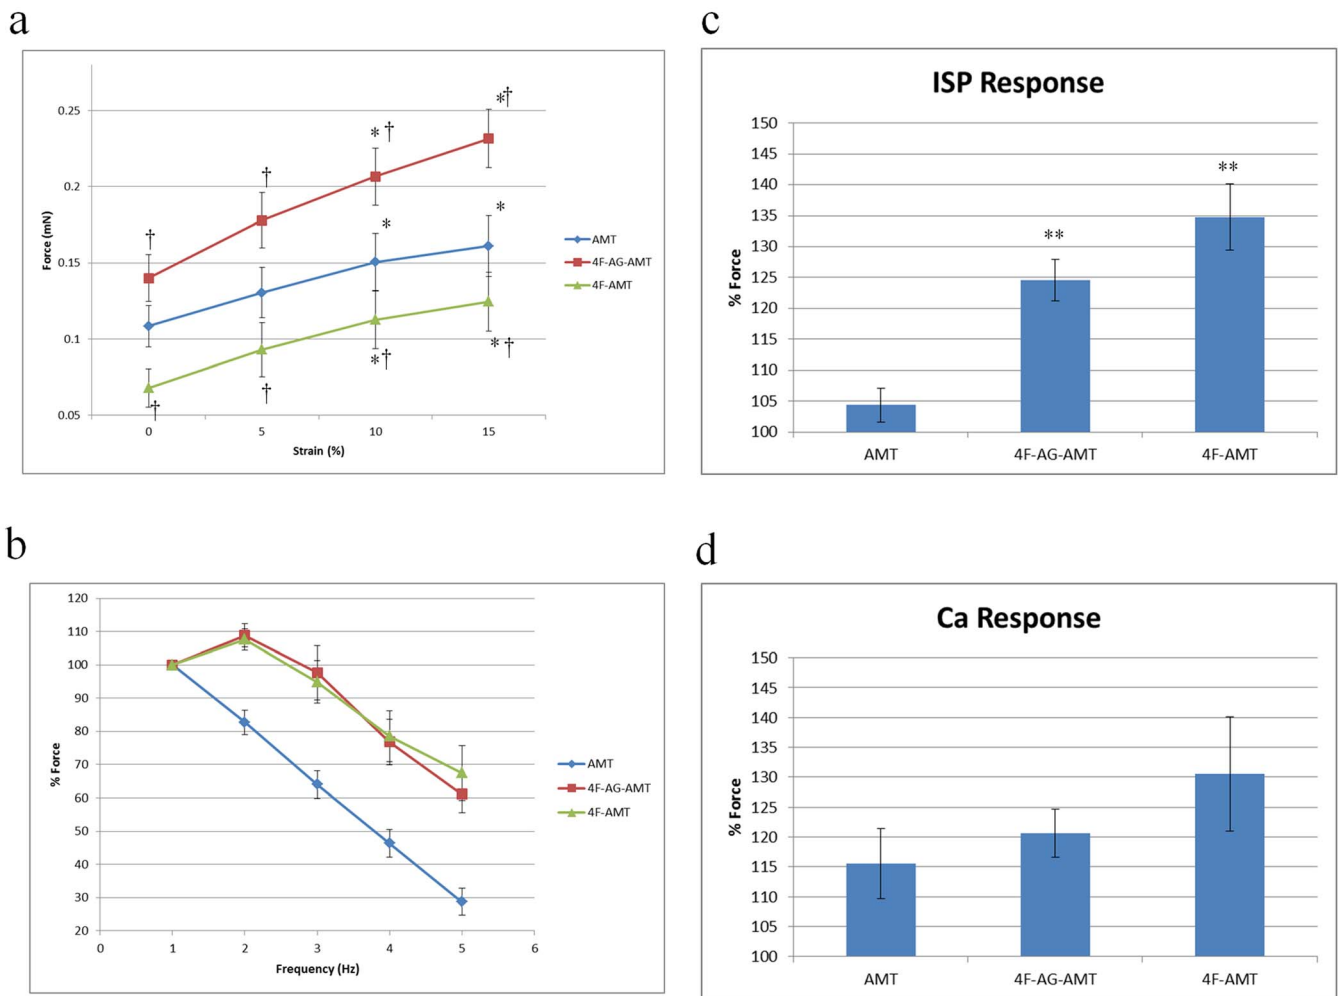 a
0.25
0.2
0.15
0.1
0.05
Force (mN)
*†
* †
†
†
*
*
* †
*†
†
†
0 5 10 15
Strain (%)
AMT
4F-AG-AMT
4F-AMT
c
ISP Response
150
145
140
135
130
125
120
115
110
105
100
% Force
**
**
AMT 4F-AG-AMT 4F-AMT
b
120
110
100
90
80
70
60
50
40
30
20
% Force
0 1 2 3 4 5 6
Frequency (Hz)
AMT
4F-AG-AMT
4F-AMT
d
Ca Response
150
145
140
135
130
125
120
115
110
105
100
% Force
AMT 4F-AG-AMT 4F-AMT